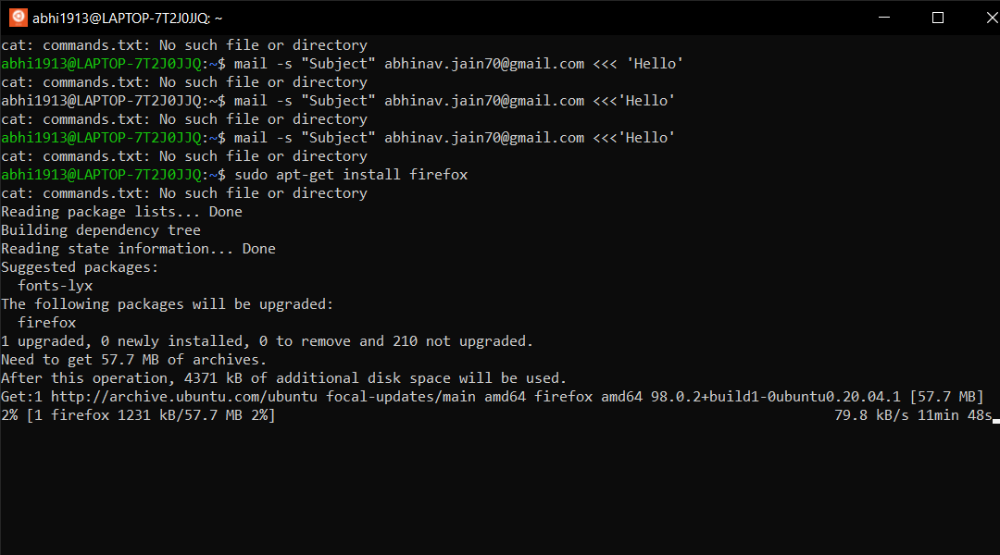 abhi1913@LAPTOP-7T2J0JJQ: ~
cat: commands.txt: No such file or directory
abhi1913@LAPTOP-7T2J0JJQ:~$ mail -s "Subject" abhinav.jain70@gmail.com <<< 'Hello'
cat: commands.txt: No such file or directory
abhi1913@LAPTOP-7T2J0JJQ:~$ mail -s "Subject" abhinav.jain70@gmail.com <<<'Hello'
cat: commands.txt: No such file or directory
abhi1913@LAPTOP-7T2J0JJQ:~$ mail -s "Subject" abhinav.jain70@gmail.com <<<'Hello'
cat: commands.txt: No such file or directory
abhi1913@LAPTOP-7T2J0JJQ:~$ sudo apt-get install firefox
cat: commands.txt: No such file or directory
Reading package lists... Done
Building dependency tree
Reading state information... Done
Suggested packages:
  fonts-lyx
The following packages will be upgraded:
  firefox
1 upgraded, 0 newly installed, 0 to remove and 210 not upgraded.
Need to get 57.7 MB of archives.
After this operation, 4371 kB of additional disk space will be used.
Get:1 http://archive.ubuntu.com/ubuntu focal-updates/main amd64 firefox amd64 98.0.2+build1-0ubuntu0.20.04.1 [57.7 MB]
2% [1 firefox 1231 kB/57.7 MB 2%] 79.8 kB/s 11min 48s